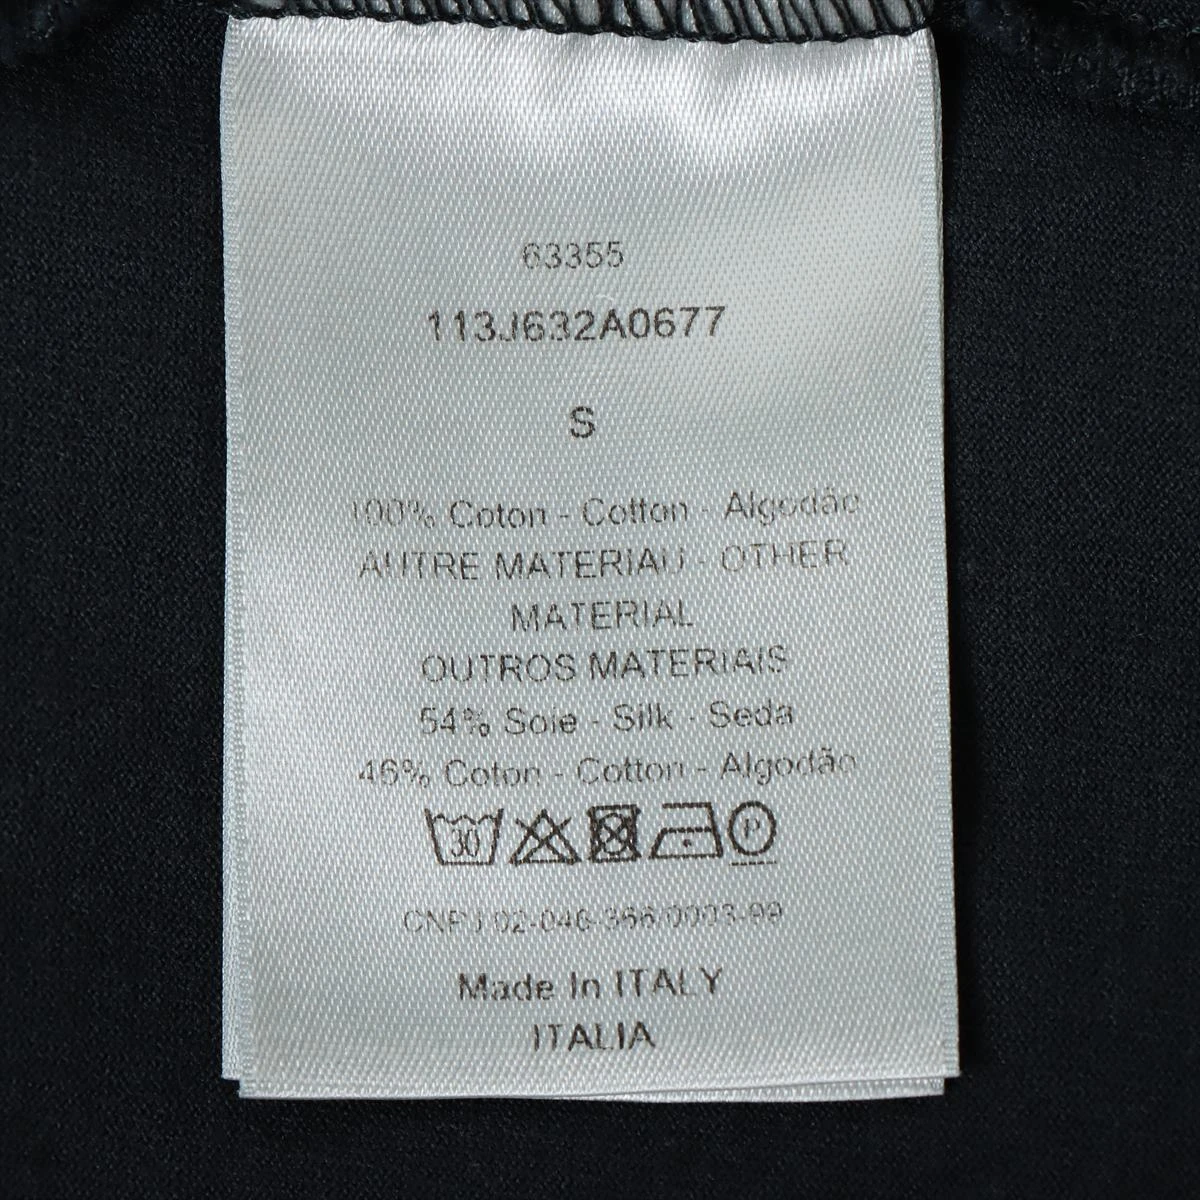 63355
113J632A0677
S
100% Coton - Cotton - Algodão
AUTRE MATERIAU - OTHER
MATERIAL
OUTROS MATERIAIS
54% Soie - Silk - Seda
46% Coton - Cotton - Algodão
30 P
CNPJ 02-046-366/0003-99
Made In ITALY
ITALIA